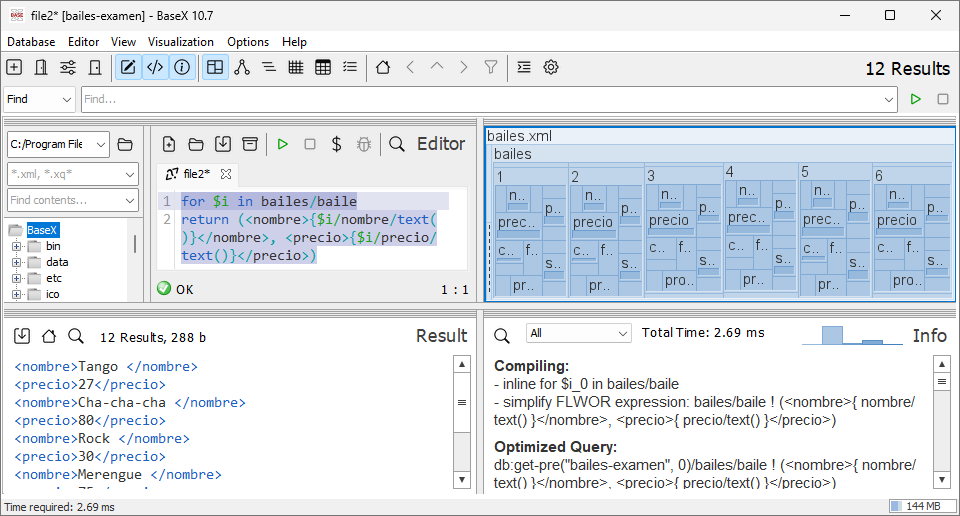 file2* [bailes-examen] - BaseX 10.7
Database Editor View Visualization Options Help
12 Results
Find
Find...
C:/Program File
*.xml, *.xq*
Find contents...
BaseX
bin
data
etc
ico
Editor
file2*
1 for $i in bailes/baile
2 return (<nombre>{$i/nombre/text(
)}</nombre>, <precio>{$i/precio/
text()}</precio>)
OK
1 : 1
bailes.xml
bailes
1 2 3 4 5 6
n.. n.. n.. n.. n.. n..
p.. p.. p.. p.. p.. p..
prec.. precio precio precio precio precio
c.. f.. c.. f.. c.. f.. c.. f.. c.. f.. c.. f..
s.. s.. s.. s.. s.. s..
pr.. pr.. pro.. pr.. pr.. pro..
12 Results, 288 b
Result
<nombre>Tango </nombre>
<precio>27</precio>
<nombre>Cha-cha-cha </nombre>
<precio>80</precio>
<nombre>Rock </nombre>
<precio>30</precio>
<nombre>Merengue </nombre>
<precio>75</precio>
All
Total Time: 2.69 ms
Info
Compiling:
- inline for $i_0 in bailes/baile
- simplify FLWOR expression: bailes/baile ! (<nombre>{ nombre/
text() }</nombre>, <precio>{ precio/text() }</precio>)
Optimized Query:
db:get-pre("bailes-examen", 0)/bailes/baile ! (<nombre>{ nombre/
text() }</nombre>, <precio>{ precio/text() }</precio>)
Time required: 2.69 ms
144 MB